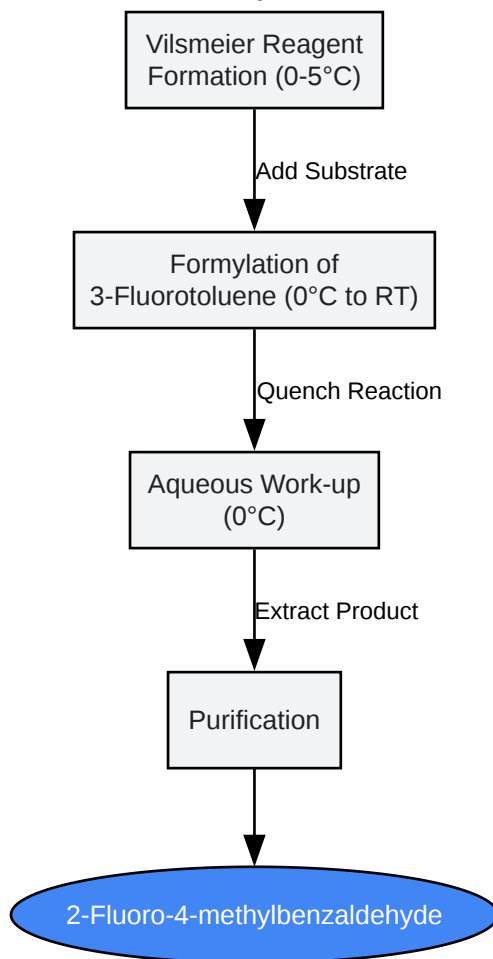 Vilsmeier Reagent
Formation (0-5°C)
Add Substrate
Formylation of
3-Fluorotoluene (0°C to RT)
Quench Reaction
Aqueous Work-up
(0°C)
Extract Product
Purification
2-Fluoro-4-methylbenzaldehyde